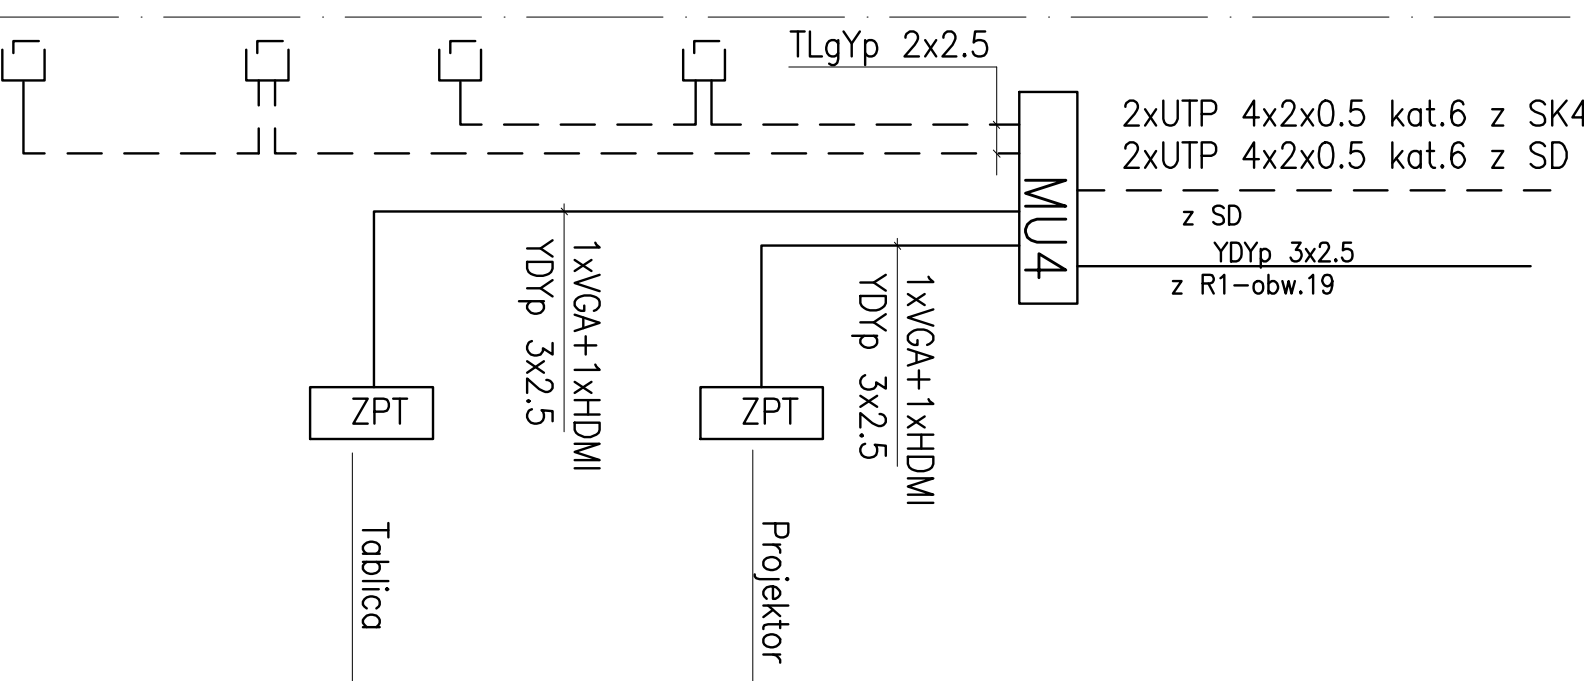 TLgYp 2x2.5
2xUTP 4x2x0.5 kat.6 z SK4
2xUTP 4x2x0.5 kat.6 z SD
MU4
z SD
YDYp 3x2.5
z R1-obw.19
1xVGA+1xHDMI
YDYp 3x2.5
1xVGA+1xHDMI
YDYp 3x2.5
ZPT
ZPT
Tablica
Projektor